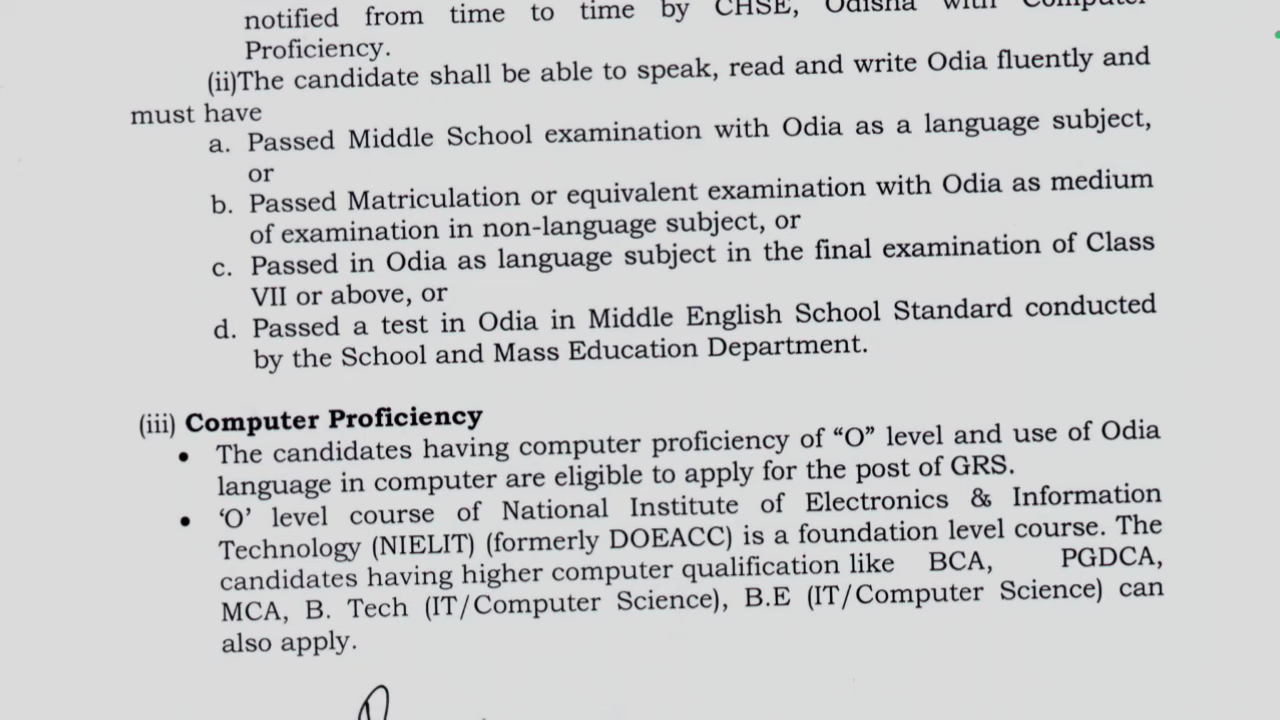 notified from time to time by CHSE, Odisha with Computer
Proficiency.
(ii)The candidate shall be able to speak, read and write Odia fluently and
must have
a. Passed Middle School examination with Odia as a language subject,
or
b. Passed Matriculation or equivalent examination with Odia as medium
of examination in non-language subject, or
c. Passed in Odia as language subject in the final examination of Class
VII or above, or
d. Passed a test in Odia in Middle English School Standard conducted
by the School and Mass Education Department.
(iii) Computer Proficiency
• The candidates having computer proficiency of “O” level and use of Odia
language in computer are eligible to apply for the post of GRS.
• ‘O’ level course of National Institute of Electronics & Information
Technology (NIELIT) (formerly DOEACC) is a foundation level course. The
candidates having higher computer qualification like BCA, PGDCA,
MCA, B. Tech (IT/Computer Science), B.E (IT/Computer Science) can
also apply.